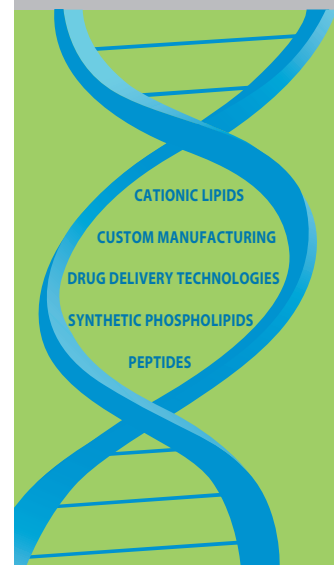 CATIONIC LIPIDS
CUSTOM MANUFACTURING
DRUG DELIVERY TECHNOLOGIES
SYNTHETIC PHOSPHOLIPIDS
PEPTIDES